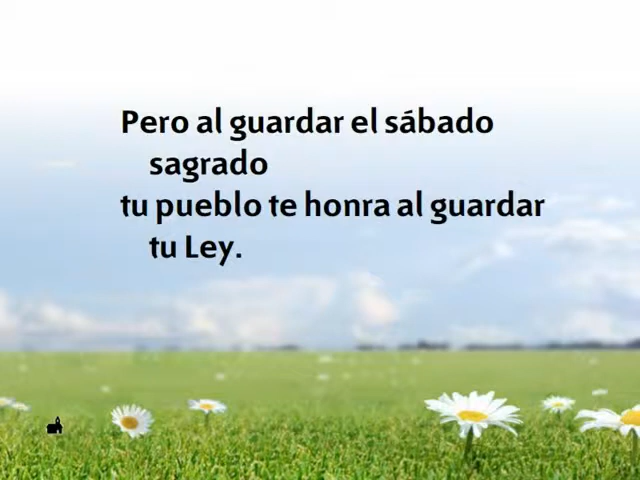 Pero al guardar el sábado
sagrado
tu pueblo te honra al guardar
tu Ley.